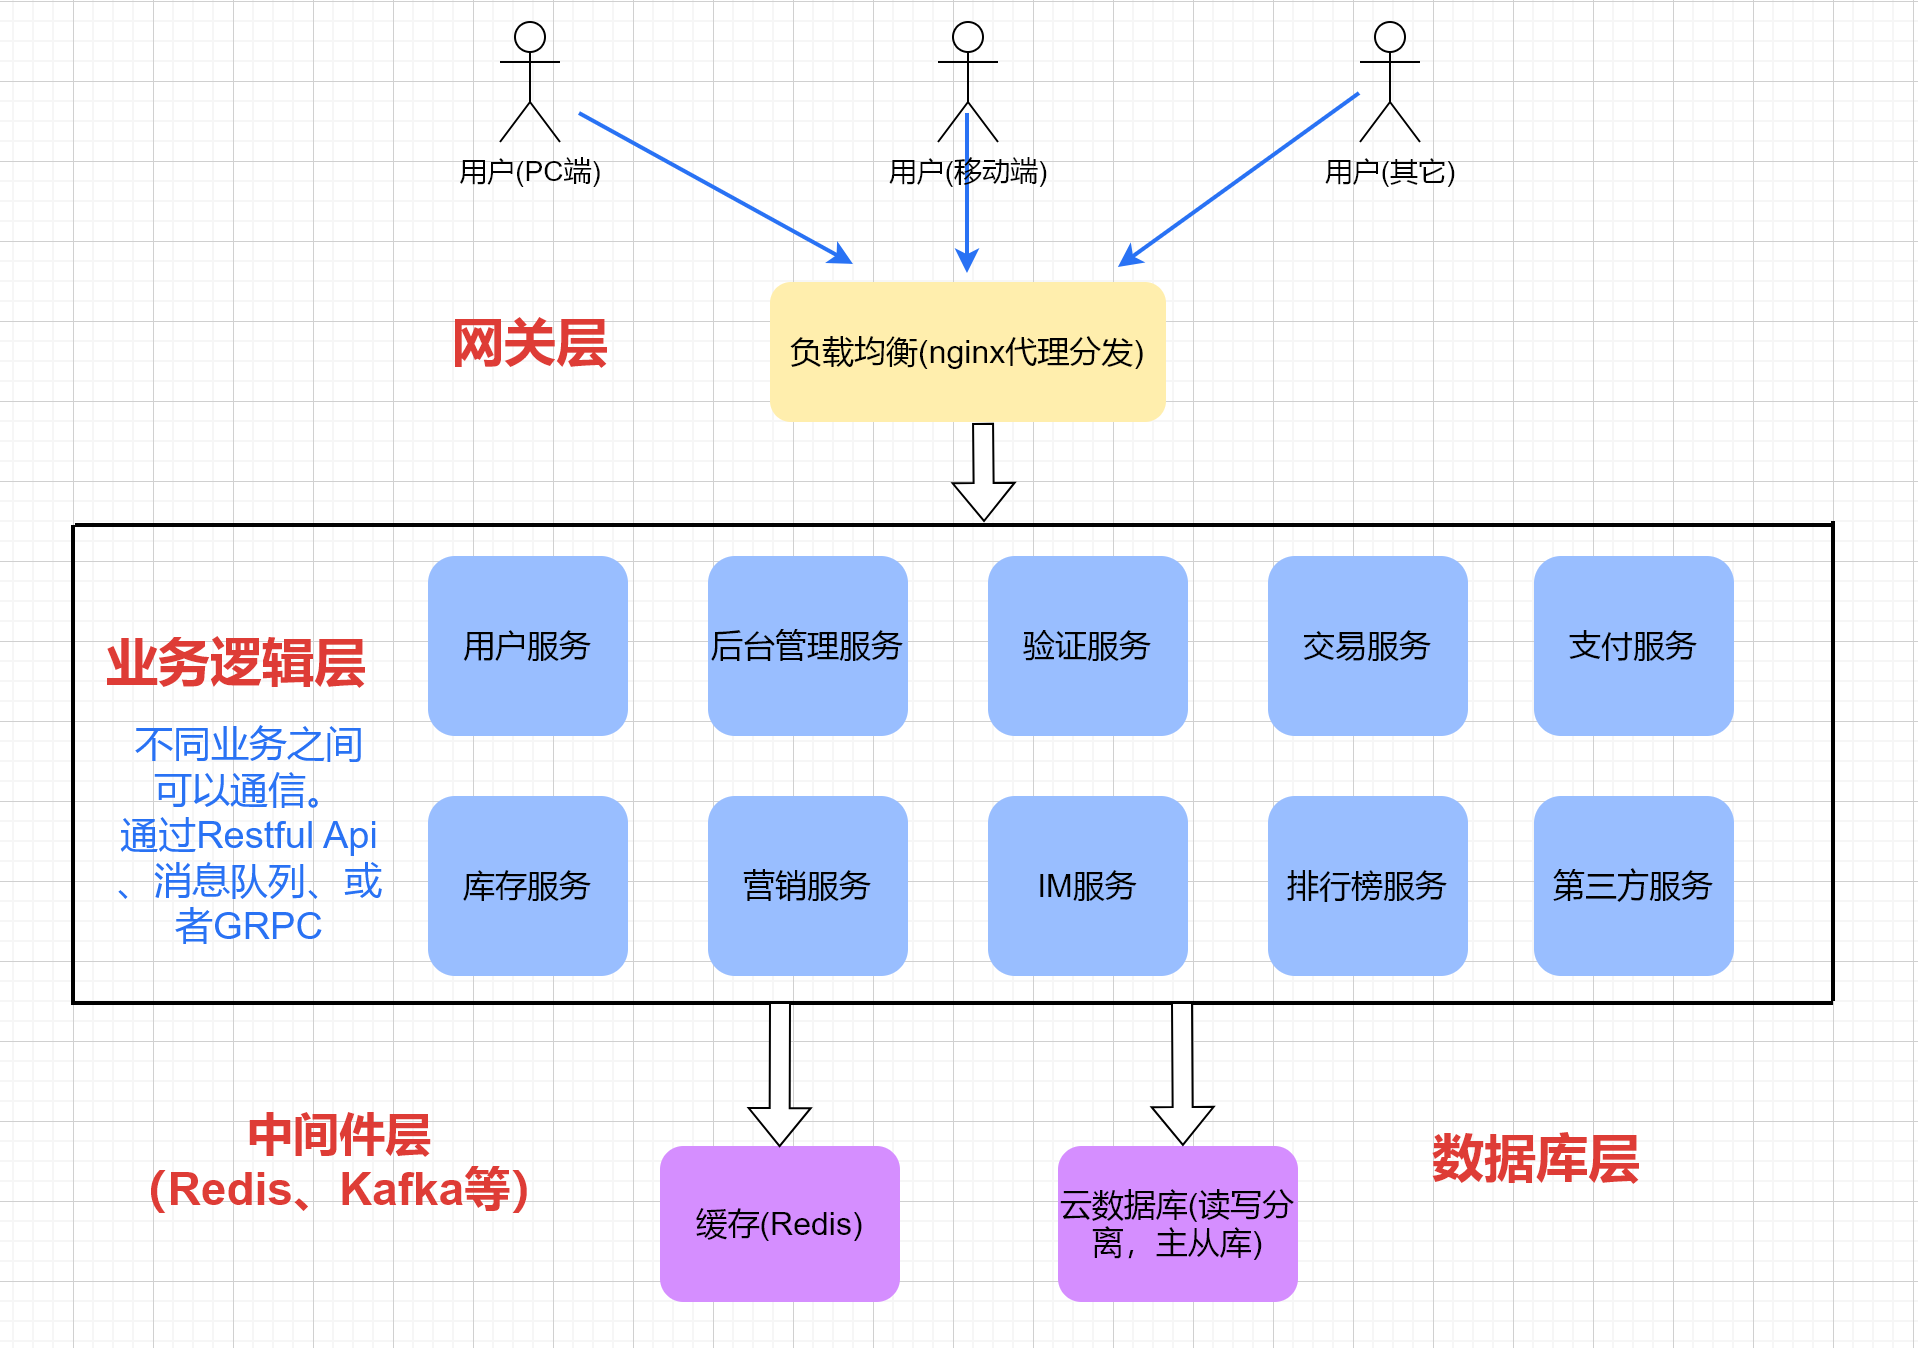 用户(PC端)
用户(移动端)
用户(其它)
网关层
负载均衡(nginx代理分发)
业务逻辑层
不同业务之间
可以通信。
通过Restful Api
、消息队列、或
者GRPC
用户服务
后台管理服务
验证服务
交易服务
支付服务
库存服务
营销服务
IM服务
排行榜服务
第三方服务
中间件层
（Redis、Kafka等）
缓存(Redis)
云数据库(读写分
离，主从库)
数据库层